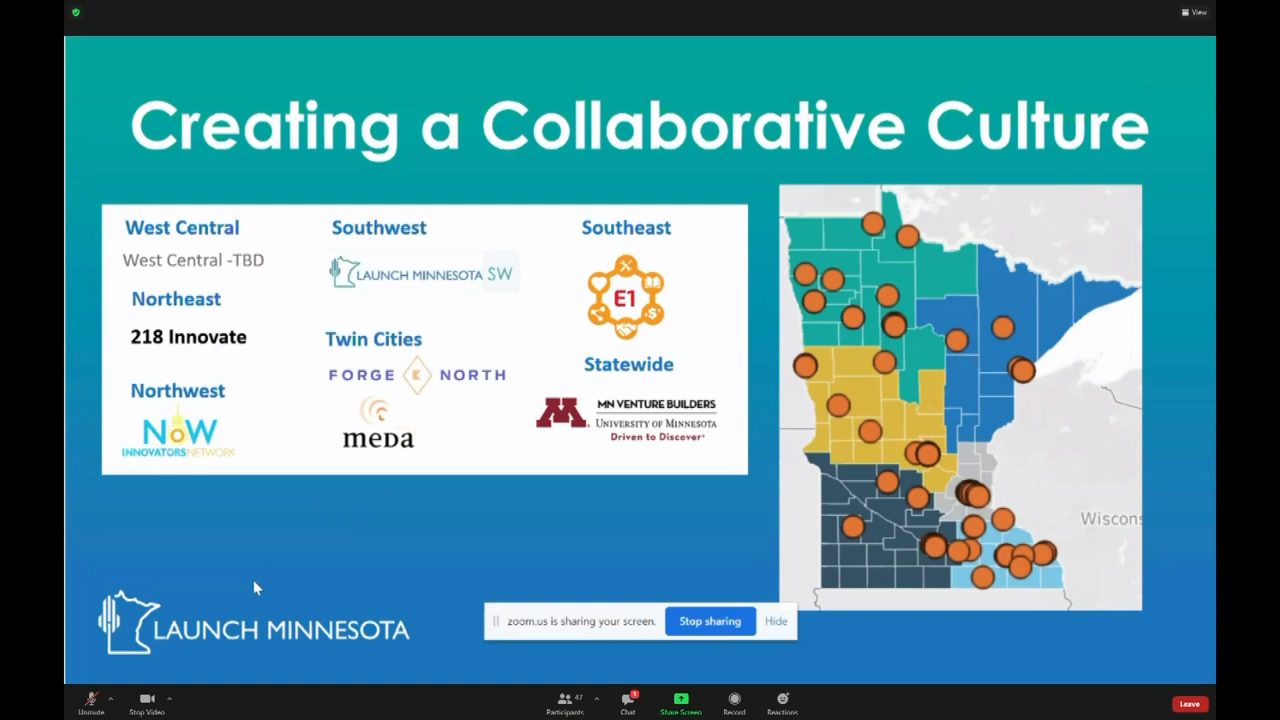 View
Creating a Collaborative Culture
West Central
West Central -TBD
Northeast
218 Innovate
Northwest
NoW
INNOVATORSNETWORK
Southwest
LAUNCH MINNESOTA SW
Twin Cities
FORGE NORTH
meDa
Southeast
E1
Statewide
M
MN VENTURE BUILDERS
UNIVERSITY OF MINNESOTA
Driven to Discover
Wiscons
LAUNCH MINNESOTA
zoom.us is sharing your screen.
Stop sharing
Hide
Unmute
Stop Video
47
Participants
1
Chat
Share Screen
Record
Reactions
Leave